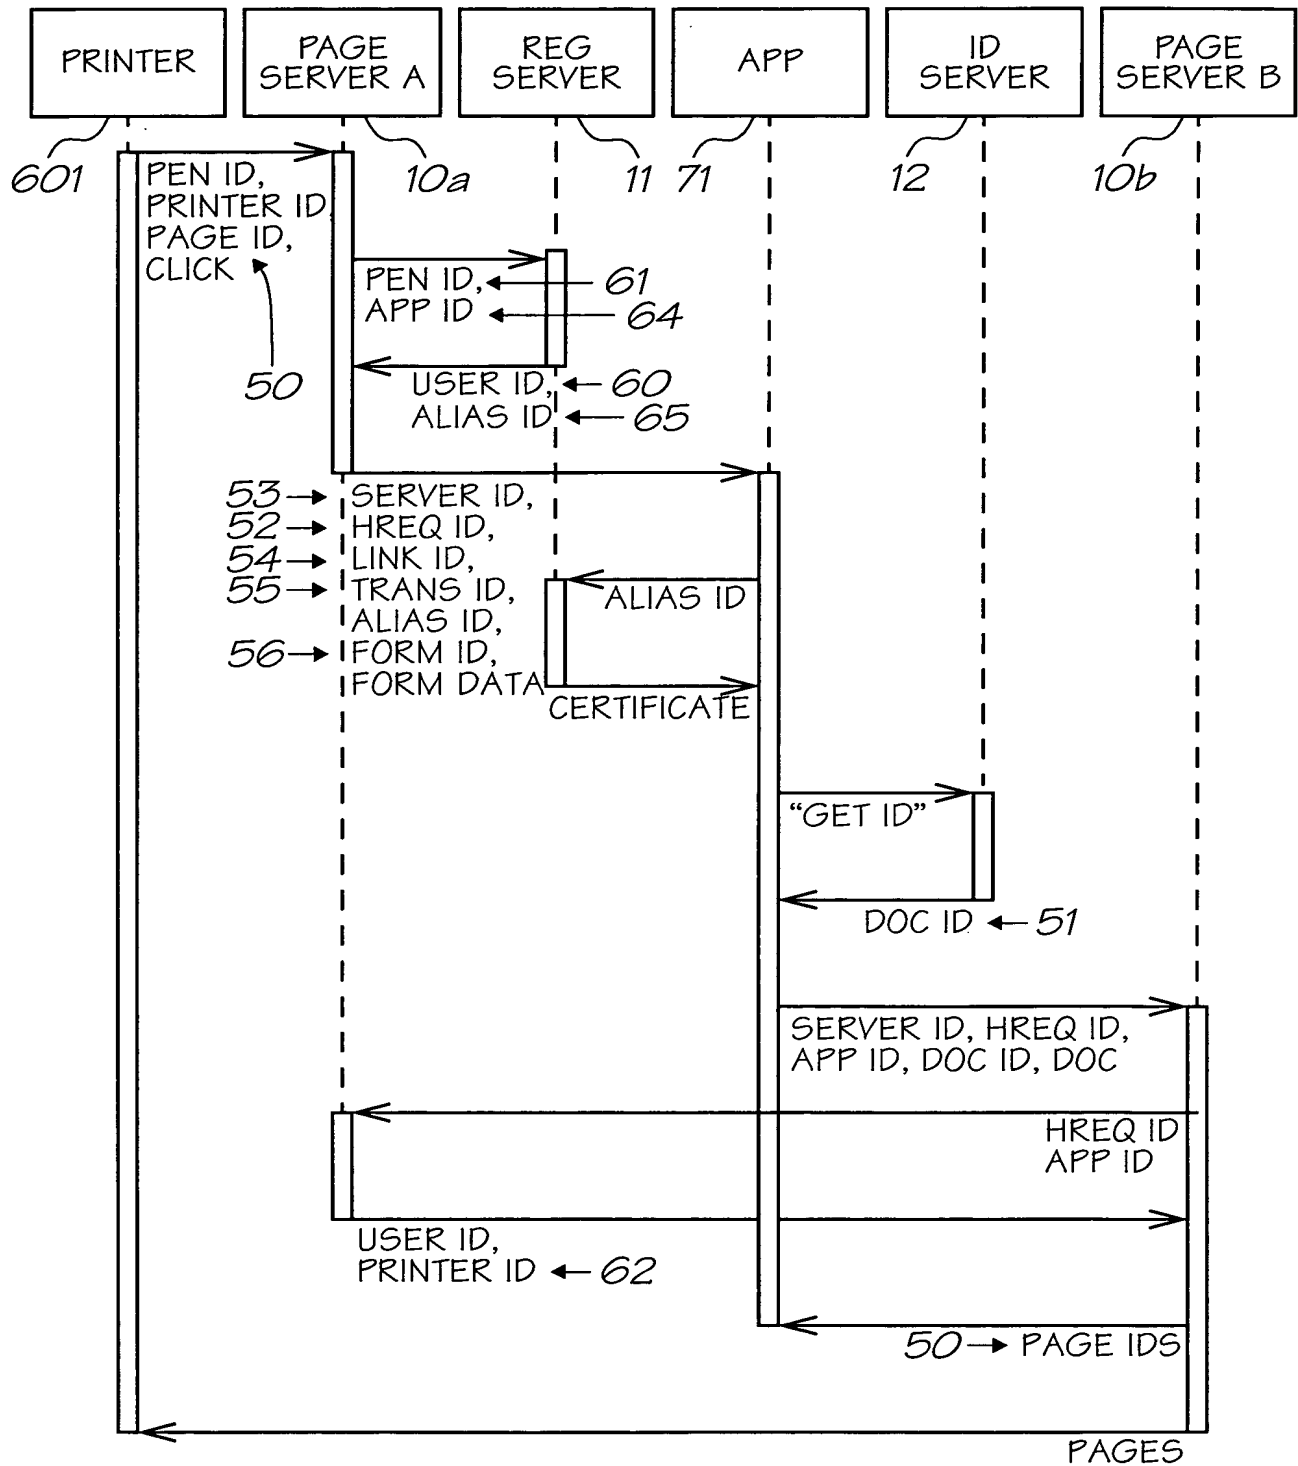 PRINTER
PAGE
SERVER A
REG
SERVER
APP
ID
SERVER
PAGE
SERVER B
601
10a
11
71
12
10b
PEN ID,
PRINTER ID
PAGE ID,
CLICK
50
PEN ID, 61
APP ID 64
USER ID, 60
ALIAS ID 65
53 SERVER ID,
52 HREQ ID,
54 LINK ID,
55 TRANS ID,
ALIAS ID,
56 FORM ID,
FORM DATA
ALIAS ID
CERTIFICATE
“GET ID”
DOC ID 51
SERVER ID, HREQ ID,
APP ID, DOC ID, DOC
HREQ ID
APP ID
USER ID,
PRINTER ID 62
50 PAGE IDS
PAGES